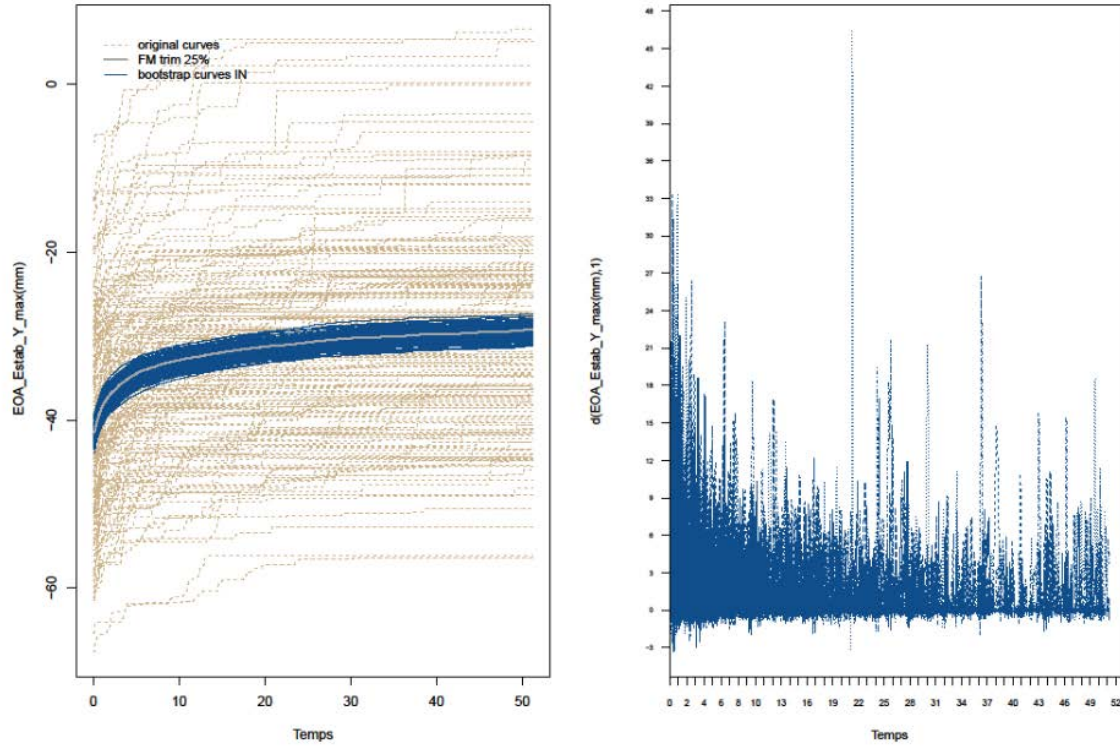 original curves
FM trim 25%
bootstrap curves IN
EOA_Estab_Y_max(mm)
0
-20
-40
-60
0 10 20 30 40 50
Temps
d(EOA_Estab_Y_max(mm),1)
48
45
42
39
36
33
30
27
24
21
18
15
12
9
6
3
0
-3
0 2 4 6 8 10 13 16 19 22 25 28 31 34 37 40 43 46 49 52
Temps